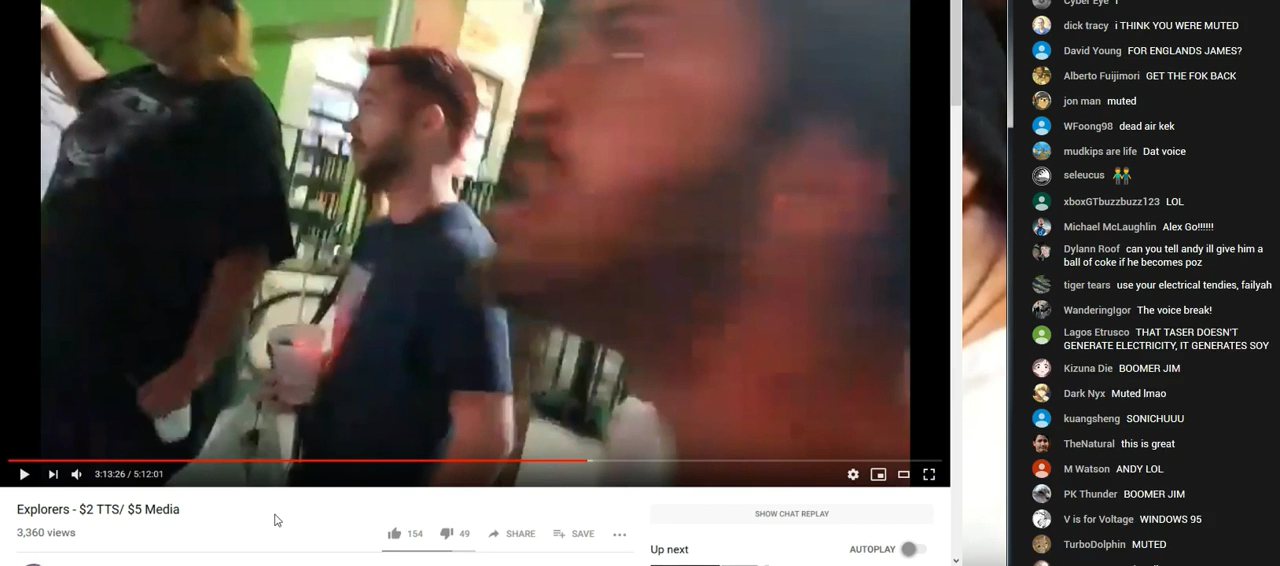 Cyber Eye
dick tracy i THINK YOU WERE MUTED
David Young FOR ENGLANDS JAMES?
Alberto Fuijimori GET THE FOK BACK
jon man muted
WFoong98 dead air kek
mudkips are life Dat voice
seleucus
xboxGTbuzzbuzz123 LOL
Michael McLaughlin Alex Go!!!!!!
Dylann Roof can you tell andy ill give him a
ball of coke if he becomes poz
tiger tears use your electrical tendies, failyah
WanderingIgor The voice break!
Lagos Etrusco THAT TASER DOESN'T
GENERATE ELECTRICITY, IT GENERATES SOY
Kizuna Die BOOMER JIM
Dark Nyx Muted lmao
kuangsheng SONICHUUU
TheNatural this is great
M Watson ANDY LOL
PK Thunder BOOMER JIM
V is for Voltage WINDOWS 95
TurboDolphin MUTED
3:13:26 / 5:12:01
Explorers - $2 TTS/ $5 Media
3,360 views
154 49 SHARE SAVE
SHOW CHAT REPLAY
Up next AUTOPLAY